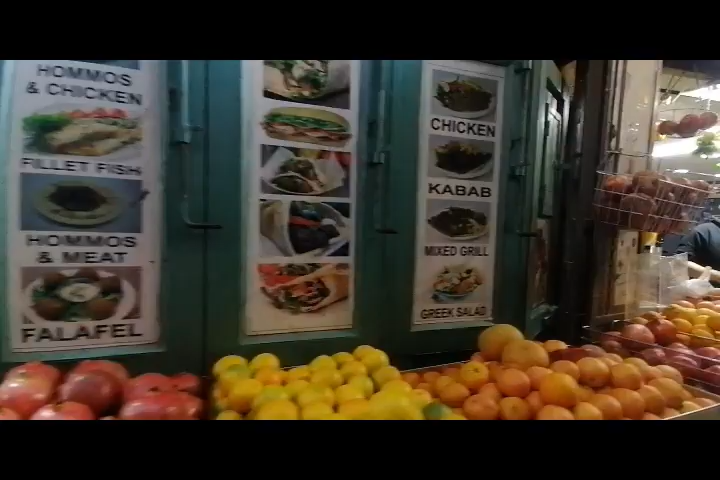 HOMMOS
& CHICKEN
FILLET FISH
HOMMOS
& MEAT
FALAFEL
CHICKEN
KABAB
MIXED GRILL
GREEK SALAD